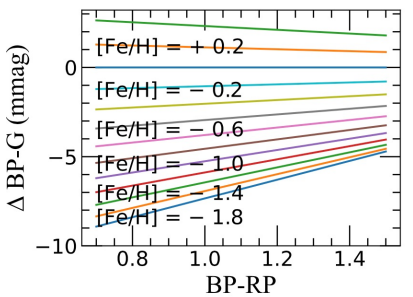 [Fe/H] = + 0.2
0
[Fe/H] = − 0.2
[Fe/H] = − 0.6
−5
[Fe/H] = − 1.0
[Fe/H] = − 1.4
[Fe/H] = − 1.8
−10
Δ BP-G (mmag)
0.8 1.0 1.2 1.4
BP-RP